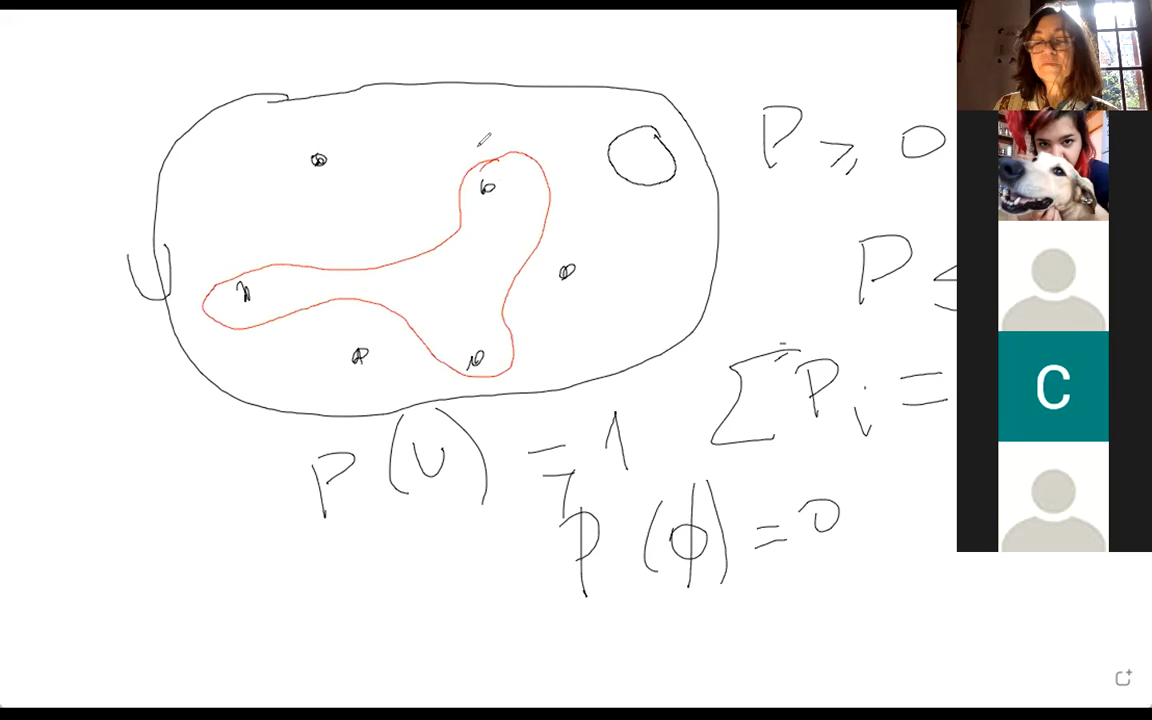 P ≥ 0
U
P ≤
∑ Pi =
P(U) = 1
P(ϕ) = 0
C